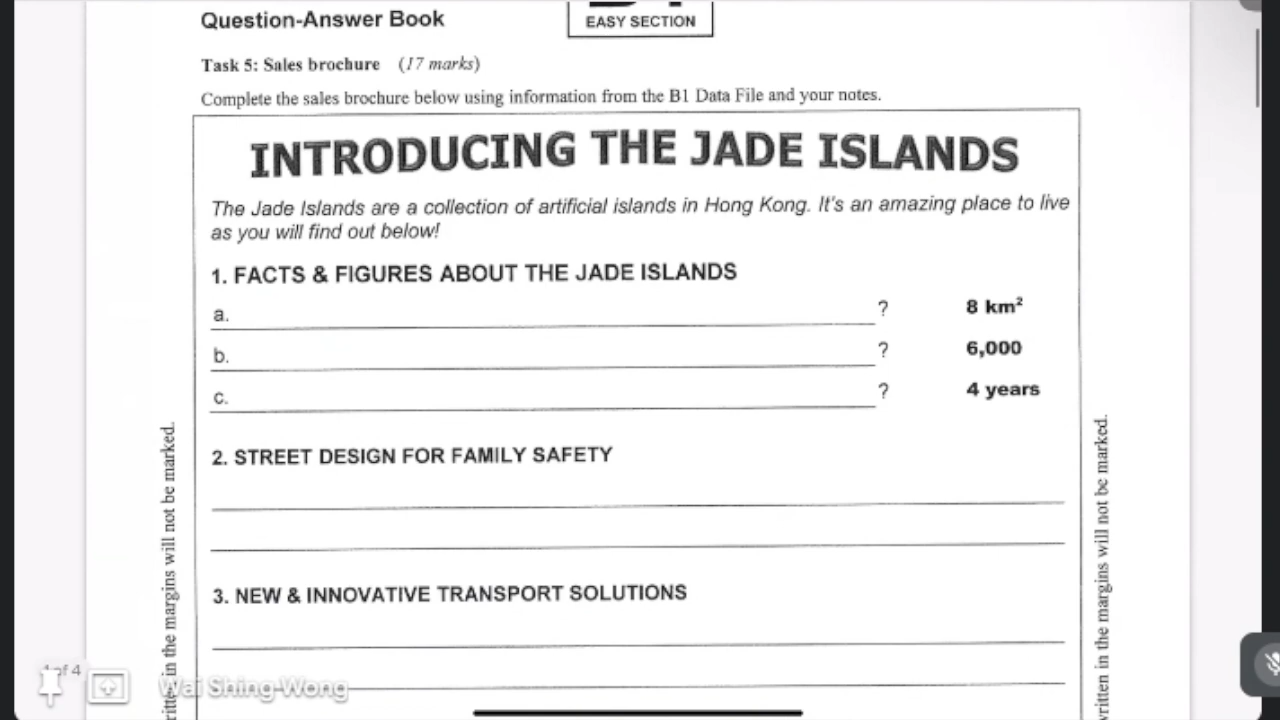 Question-Answer Book
EASY SECTION
Task 5: Sales brochure (17 marks)
Complete the sales brochure below using information from the B1 Data File and your notes.
INTRODUCING THE JADE ISLANDS
The Jade Islands are a collection of artificial islands in Hong Kong. It's an amazing place to live
as you will find out below!
1. FACTS & FIGURES ABOUT THE JADE ISLANDS
a. ? 8 km²
b. ? 6,000
c. ? 4 years
2. STREET DESIGN FOR FAMILY SAFETY
3. NEW & INNOVATIVE TRANSPORT SOLUTIONS
in the margins will not be marked.
in the margins will not be marked.
of 4
Wai Shing Wong